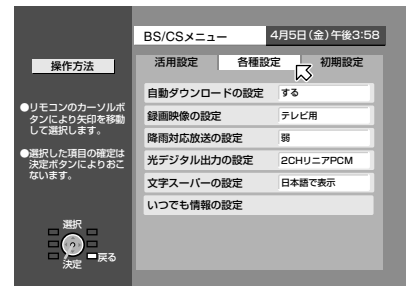 BS/CSメニュー 4月5日(金)午後3:58
操作方法
活用設定 各種設定 初期設定
●リモコンのカーソルボ
タンにより矢印を移動
して選択します。
●選択した項目の確定は
決定ボタンによりおこ
ないます。
自動ダウンロードの設定 する
録画映像の設定 テレビ用
降雨対応放送の設定 弱
光デジタル出力の設定 2CHリニアPCM
文字スーパーの設定 日本語で表示
いつでも情報の設定
選択
?
戻る
決定